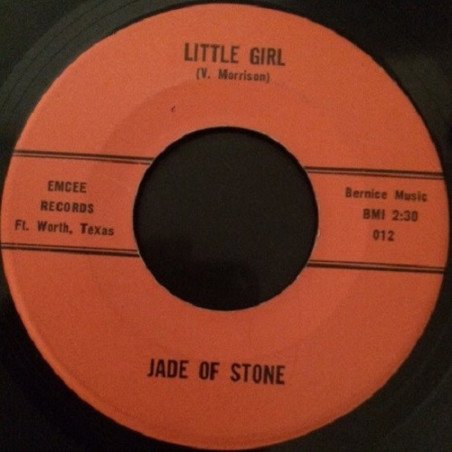 LITTLE GIRL
(V. Morrison)
EMCEE
RECORDS
Ft. Worth, Texas
Bernice Music
BMI 2:30
012
JADE OF STONE